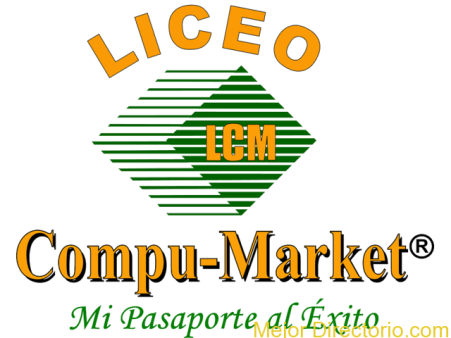 LICEO
LCM
Compu-Market®
Mi Pasaporte al Éxito
Mejor-Directorio.com